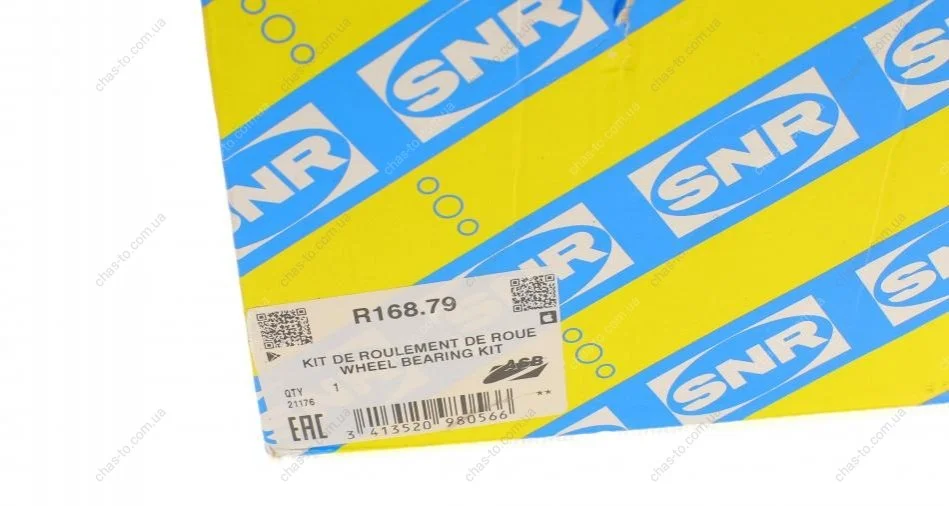 SNR
SNR
SNR
SNR
SNR
SNR
SNR
R168.79
KIT DE ROULEMENT DE ROUE
WHEEL BEARING KIT
ASB
QTY 1
21176
**
EAC
3 413520 980566
chas-to.com.ua